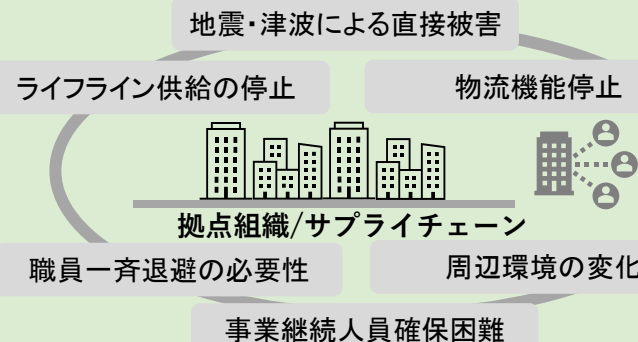 地震・津波による直接被害
ライフライン供給の停止
物流機能停止
拠点組織/サプライチェーン
職員一斉退避の必要性
周辺環境の変化
事業継続人員確保困難